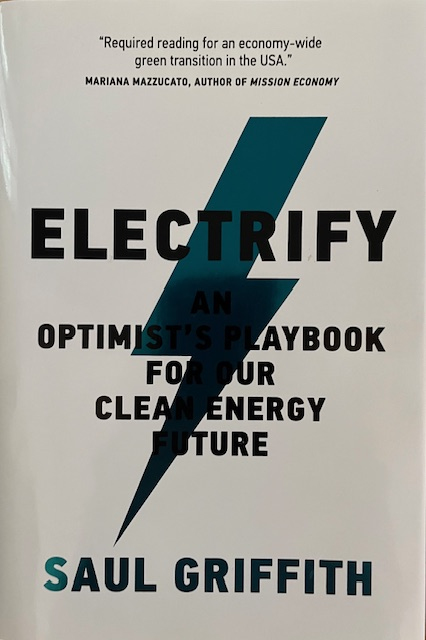 “Required reading for an economy-wide
green transition in the USA.”
MARIANA MAZZUCATO, AUTHOR OF MISSION ECONOMY
ELECTRIFY
AN
OPTIMIST'S PLAYBOOK
FOR OUR
CLEAN ENERGY
FUTURE
SAUL GRIFFITH